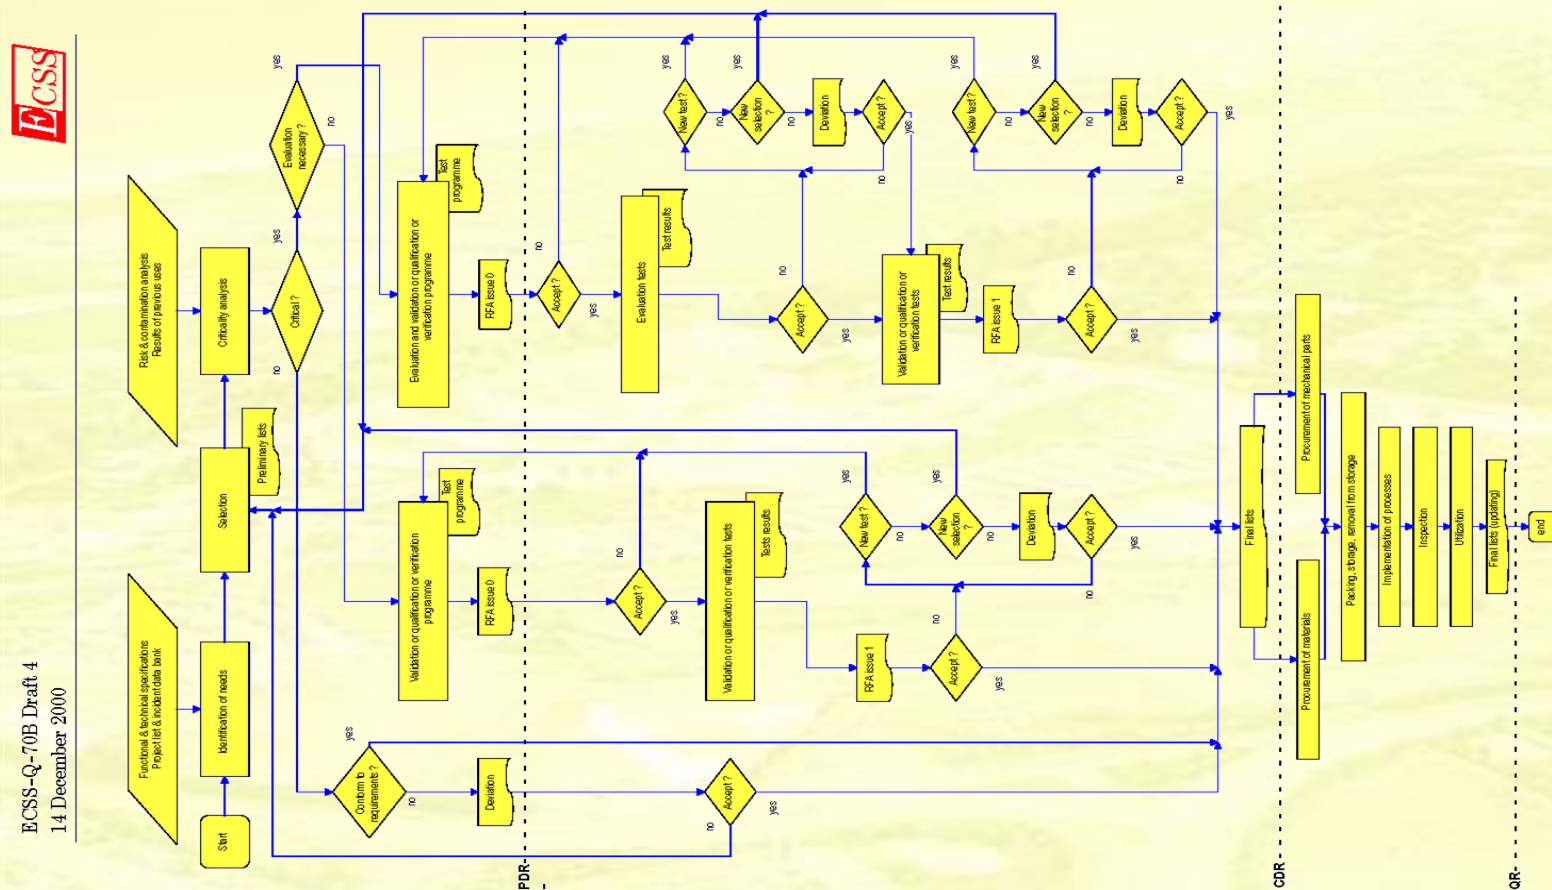 ECSS-Q-70B Draft 4
14 December 2000
ECSS
Start
Functional & technical specifications
Project list & incident data bank
Identification of needs
Selection
Preliminary lists
Risk & contamination analysis
Results of previous uses
Criticality analysis
Critical ?
no
yes
Evaluation
necessary ?
yes
no
Conform to
requirements ?
yes
no
Deviation
Accept ?
no
yes
Validation or qualification or verification
programme
Test
programme
RFA issue 0
Accept ?
no
yes
Validation or qualification or verification tests
Tests results
RFA issue 1
Accept ?
no
yes
New test ?
yes
no
New
selection
?
yes
no
Deviation
Accept ?
no
yes
Evaluation and validation or qualification or
verification programme
Test
programme
RFA issue 0
Accept ?
no
yes
Evaluation tests
Test results
Accept ?
no
yes
New test ?
yes
no
New
selection
?
yes
no
Deviation
Accept ?
yes
no
Validation or qualification or
verification tests
Test results
RFA issue 1
Accept ?
no
yes
New test ?
yes
no
New
selection
?
yes
no
Deviation
Accept ?
no
yes
PDR
Final lists
CDR
Procurement of materials
Procurement of mechanical parts
Packing, storage, removal from storage
Implementation of processes
Inspection
Utilization
Final lists (updating)
QR
end